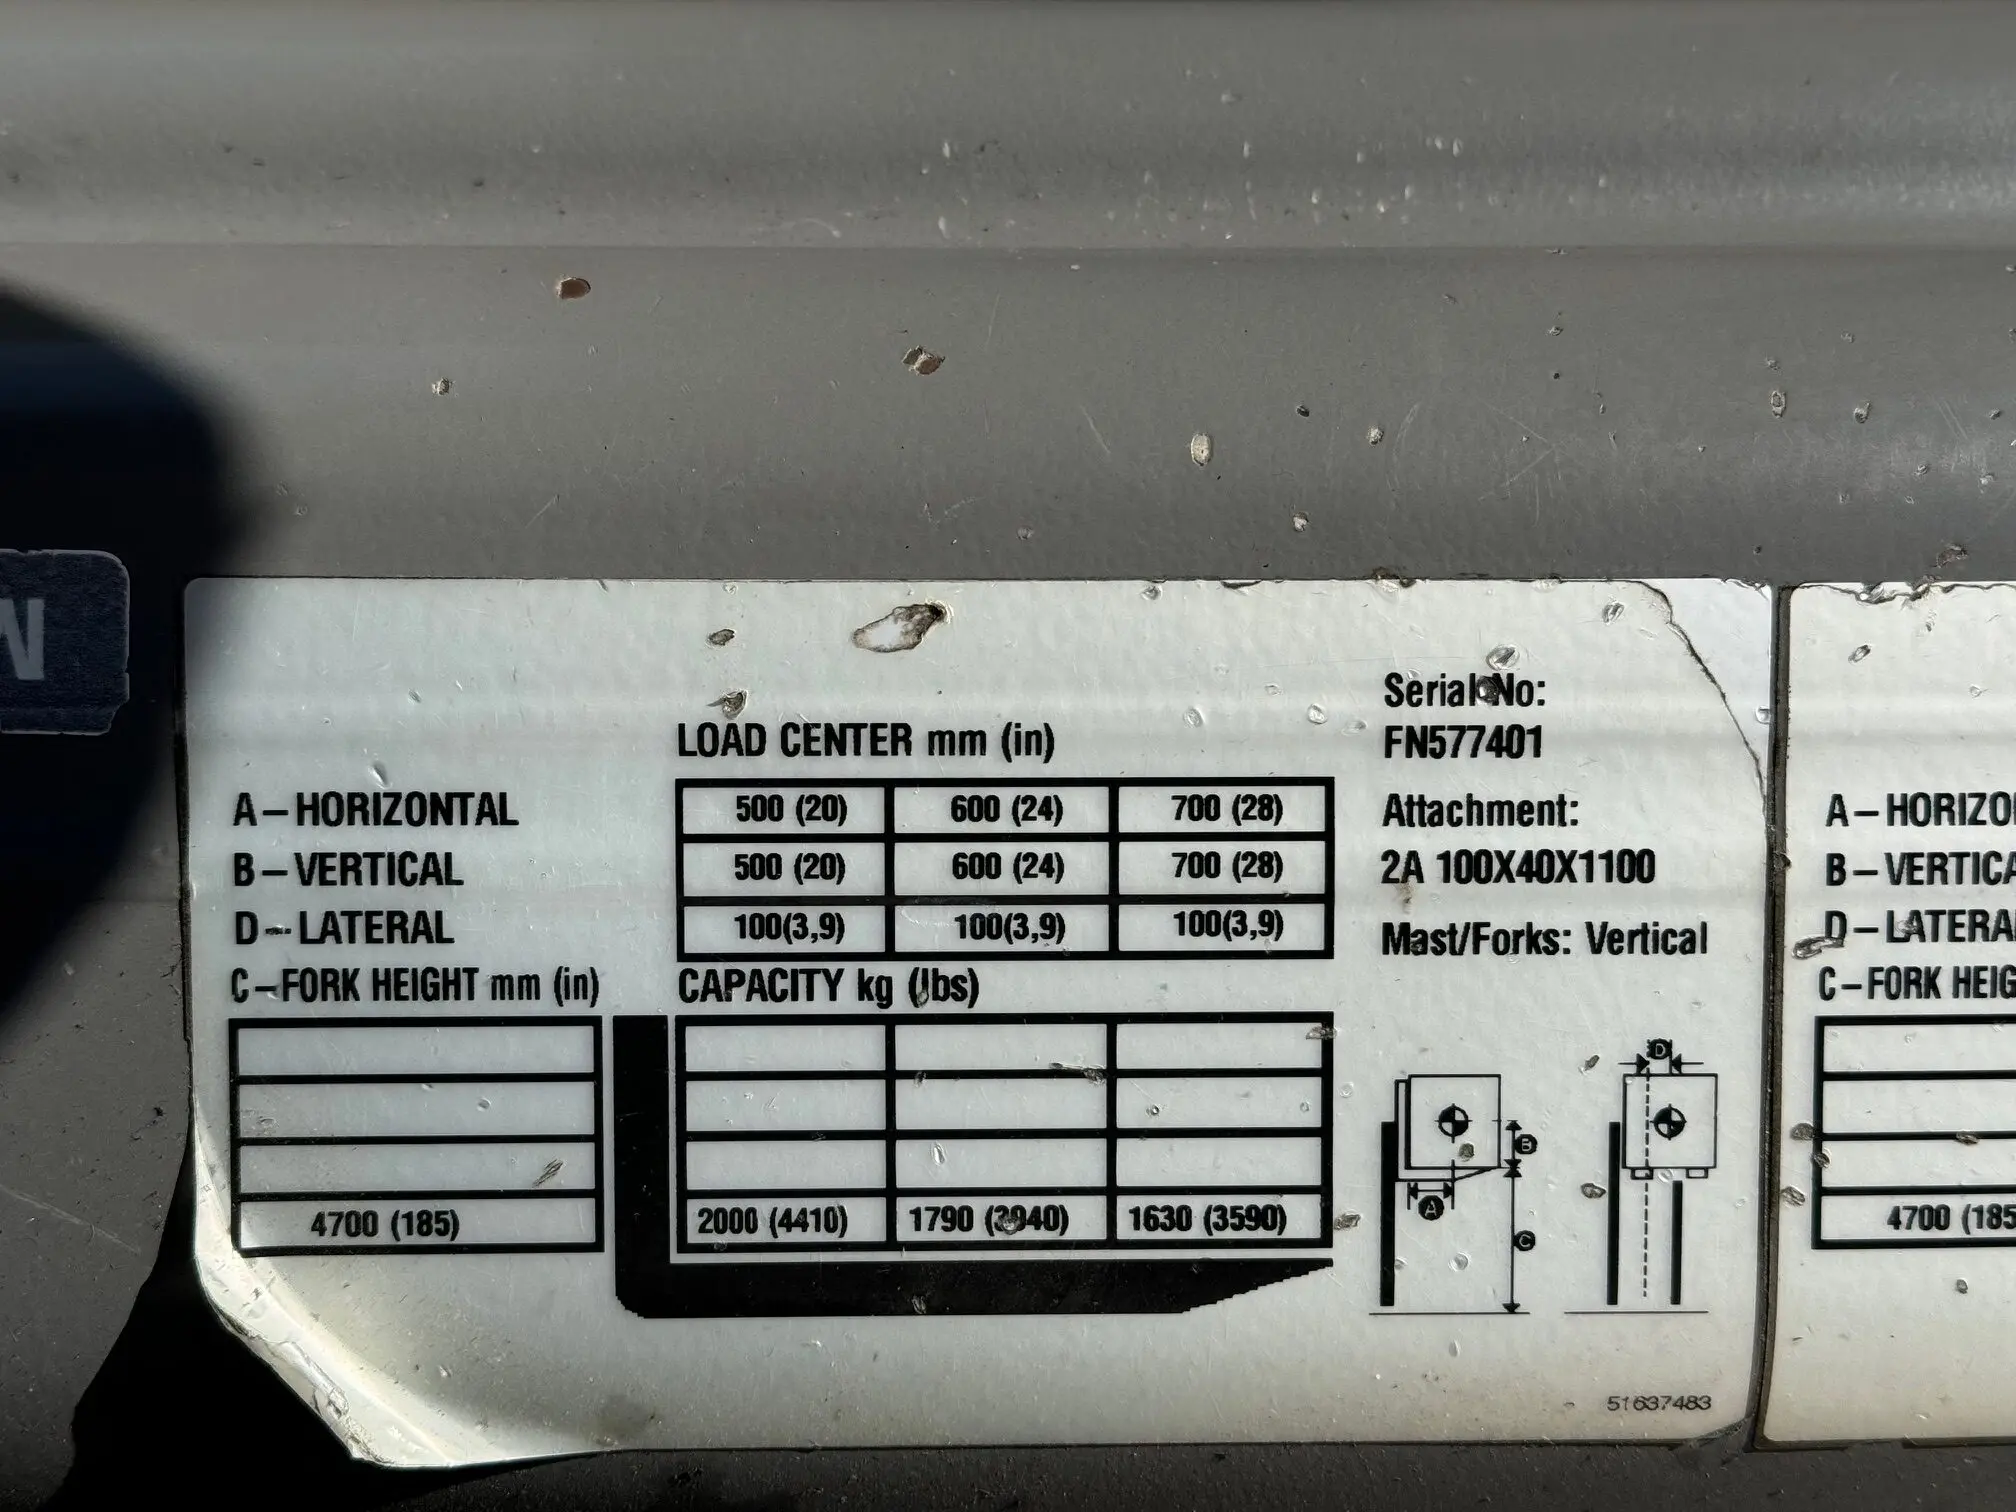 N
LOAD CENTER mm (in)
A–HORIZONTAL 500 (20) 600 (24) 700 (28)
B–VERTICAL 500 (20) 600 (24) 700 (28)
D–LATERAL 100(3,9) 100(3,9) 100(3,9)
C–FORK HEIGHT mm (in) CAPACITY kg (lbs)
4700 (185) 2000 (4410) 1790 (3940) 1630 (3590)
Serial No:
FN577401
Attachment:
2A 100X40X1100
Mast/Forks: Vertical
D
B
A
C
51637483
A–HORIZO
B–VERTICA
D–LATERA
C–FORK HEIG
4700 (185